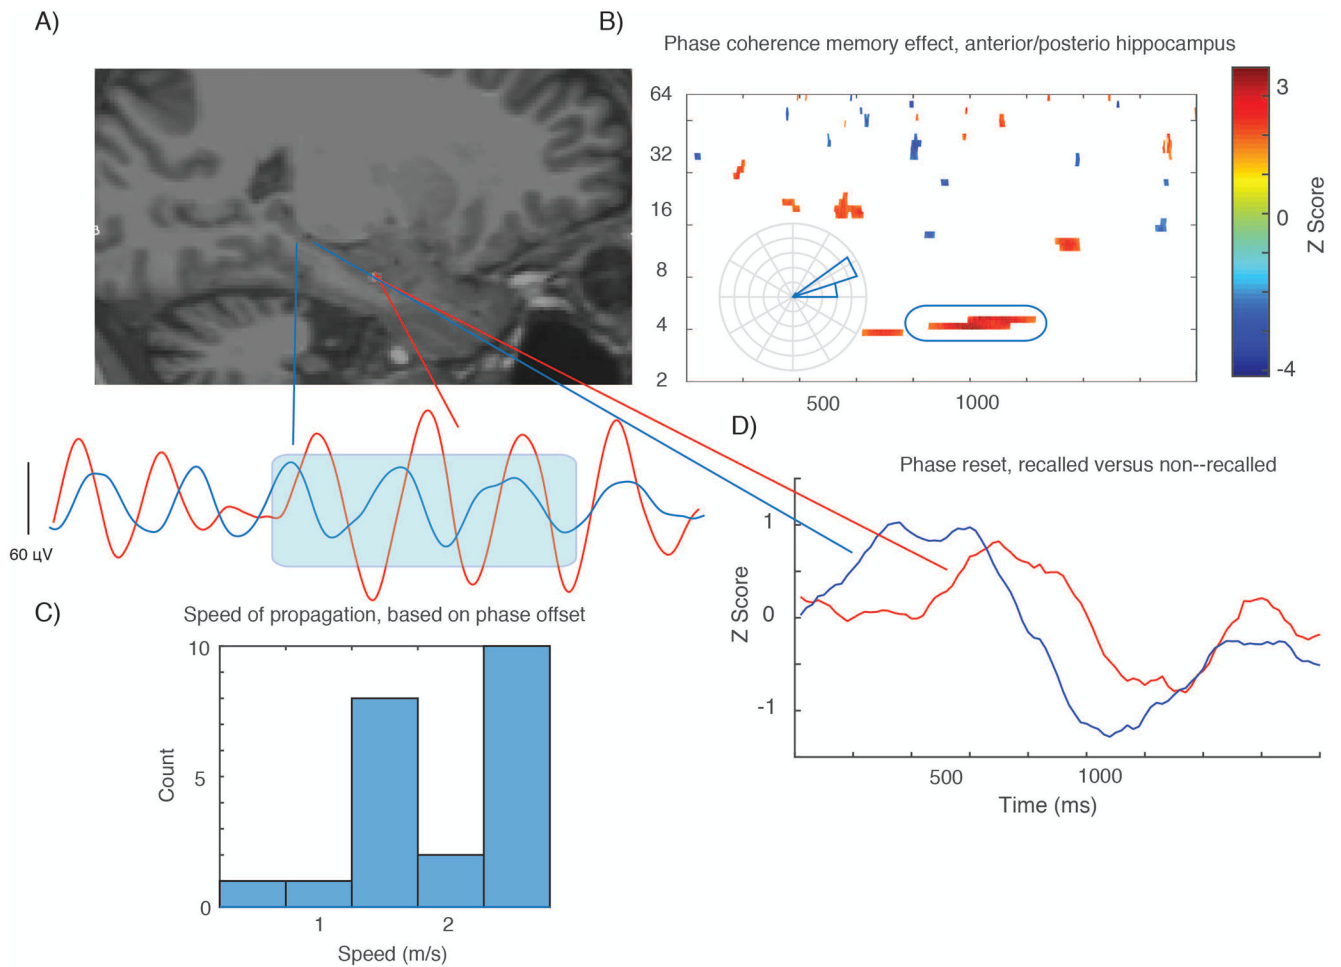 A)
60 цV
B)
Phase coherence memory effect, anterior/posterio hippocampus
64
32
16
8
4
2
500
1000
3
0
-4
Z Score
C)
Speed of propagation, based on phase offset
10
5
0
Count
1
2
Speed (m/s)
D)
Phase reset, recalled versus non--recalled
1
0
-1
Z Score
500
1000
Time (ms)